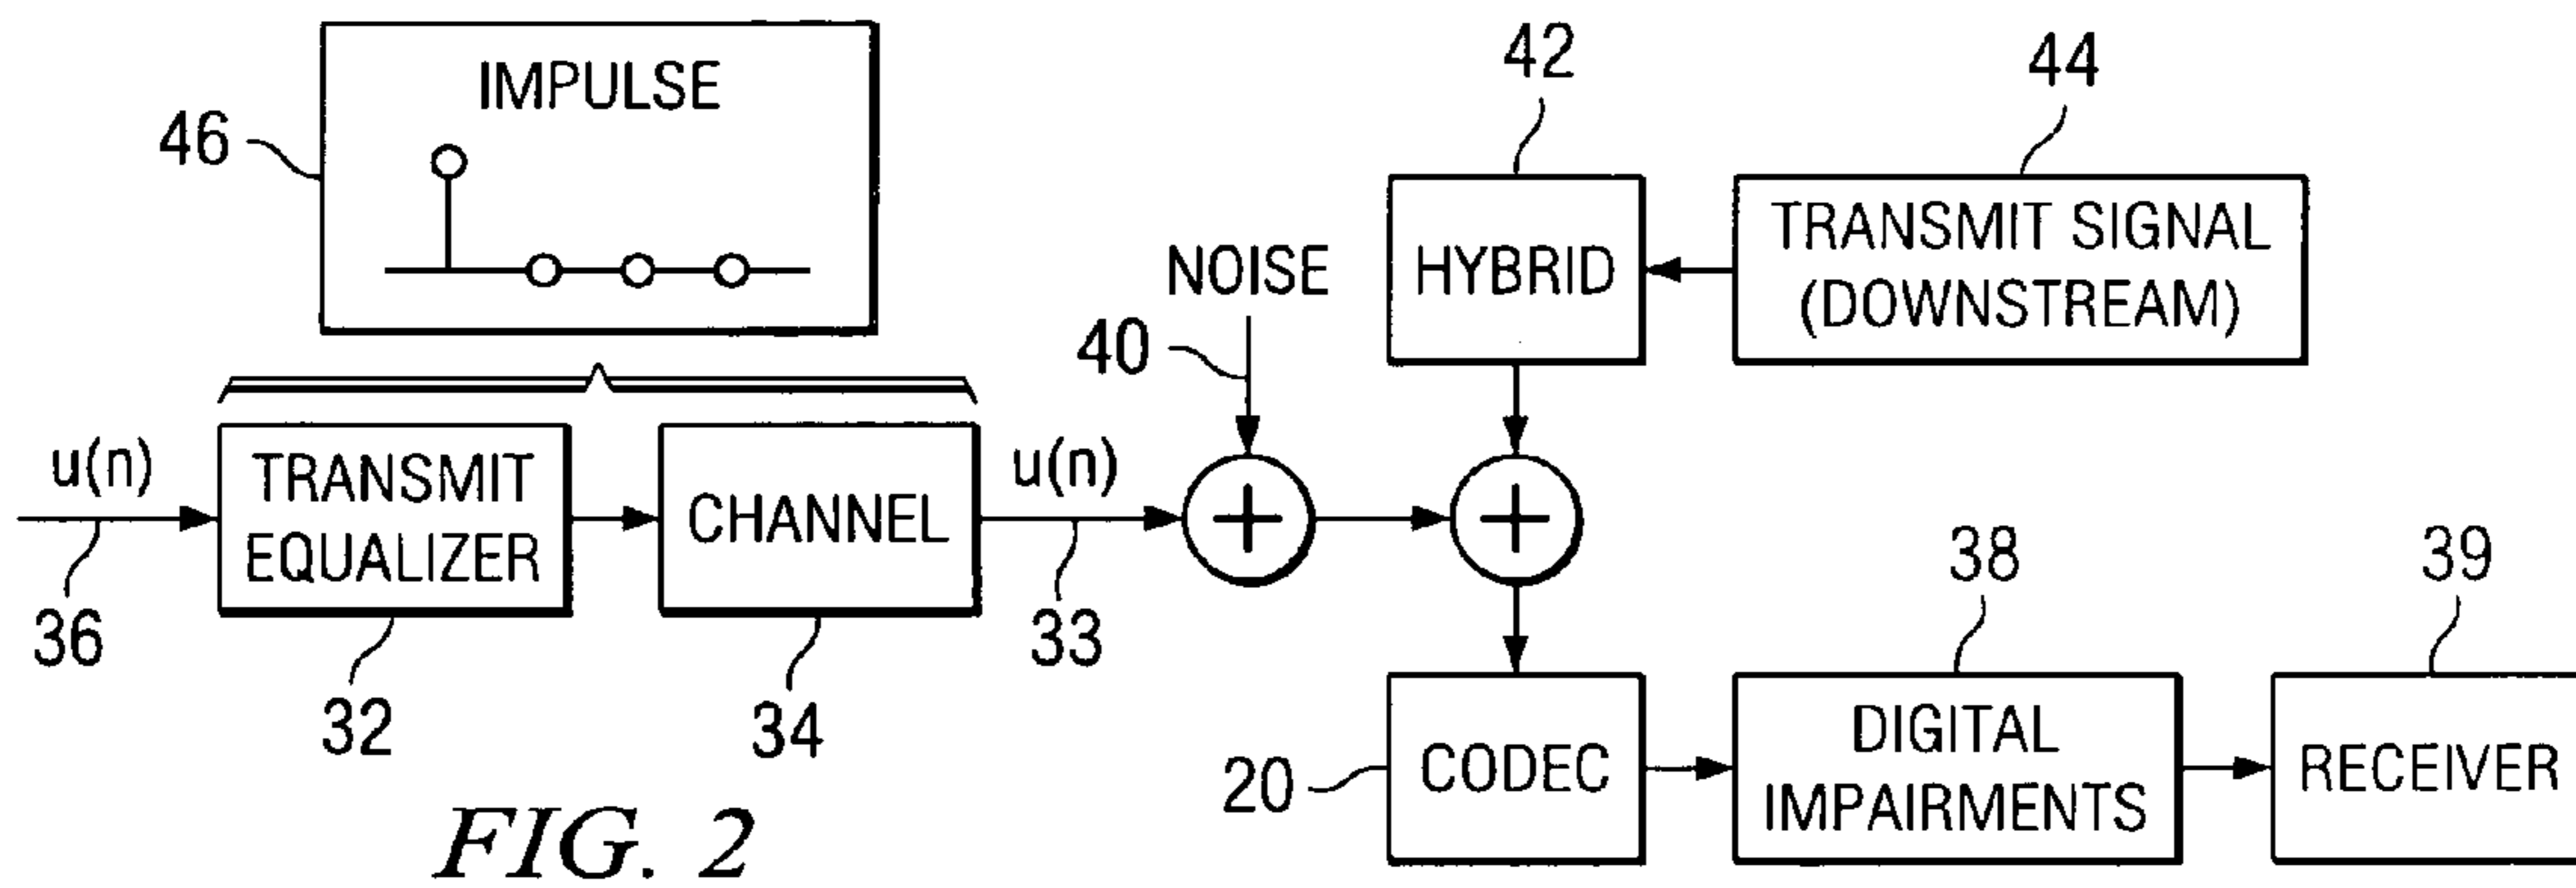 IMPULSE
46
42
44
HYBRID
TRANSMIT SIGNAL
(DOWNSTREAM)
NOISE
40
u(n)
TRANSMIT
EQUALIZER
CHANNEL
u(n)
+
+
36
32
34
33
38
39
20
CODEC
DIGITAL
IMPAIRMENTS
RECEIVER
FIG. 2